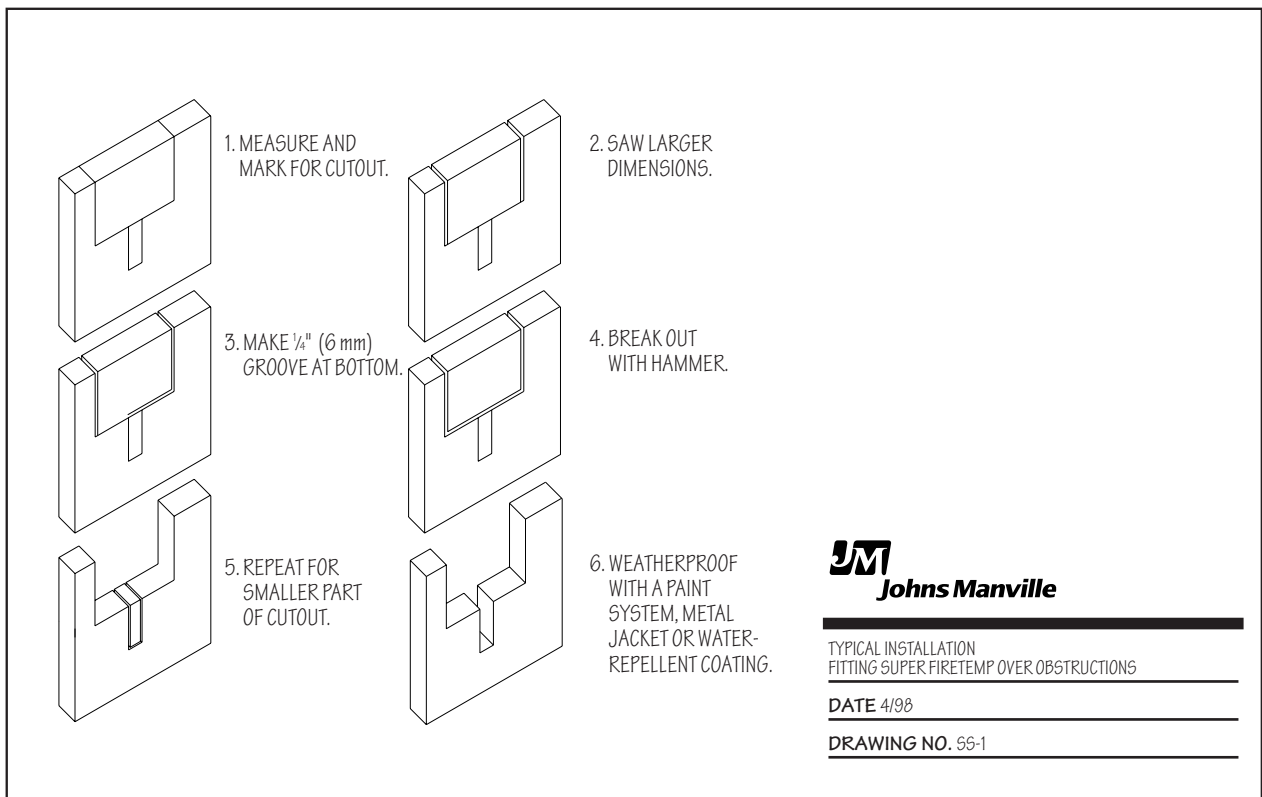 1. MEASURE AND
MARK FOR CUTOUT.
2. SAW LARGER
DIMENSIONS.
3. MAKE ¼" (6 mm)
GROOVE AT BOTTOM.
4. BREAK OUT
WITH HAMMER.
5. REPEAT FOR
SMALLER PART
OF CUTOUT.
6. WEATHERPROOF
WITH A PAINT
SYSTEM, METAL
JACKET OR WATER-
REPELLENT COATING.
JM
Johns Manville
TYPICAL INSTALLATION
FITTING SUPER FIRETEMP OVER OBSTRUCTIONS
DATE 4/98
DRAWING NO. SS-1